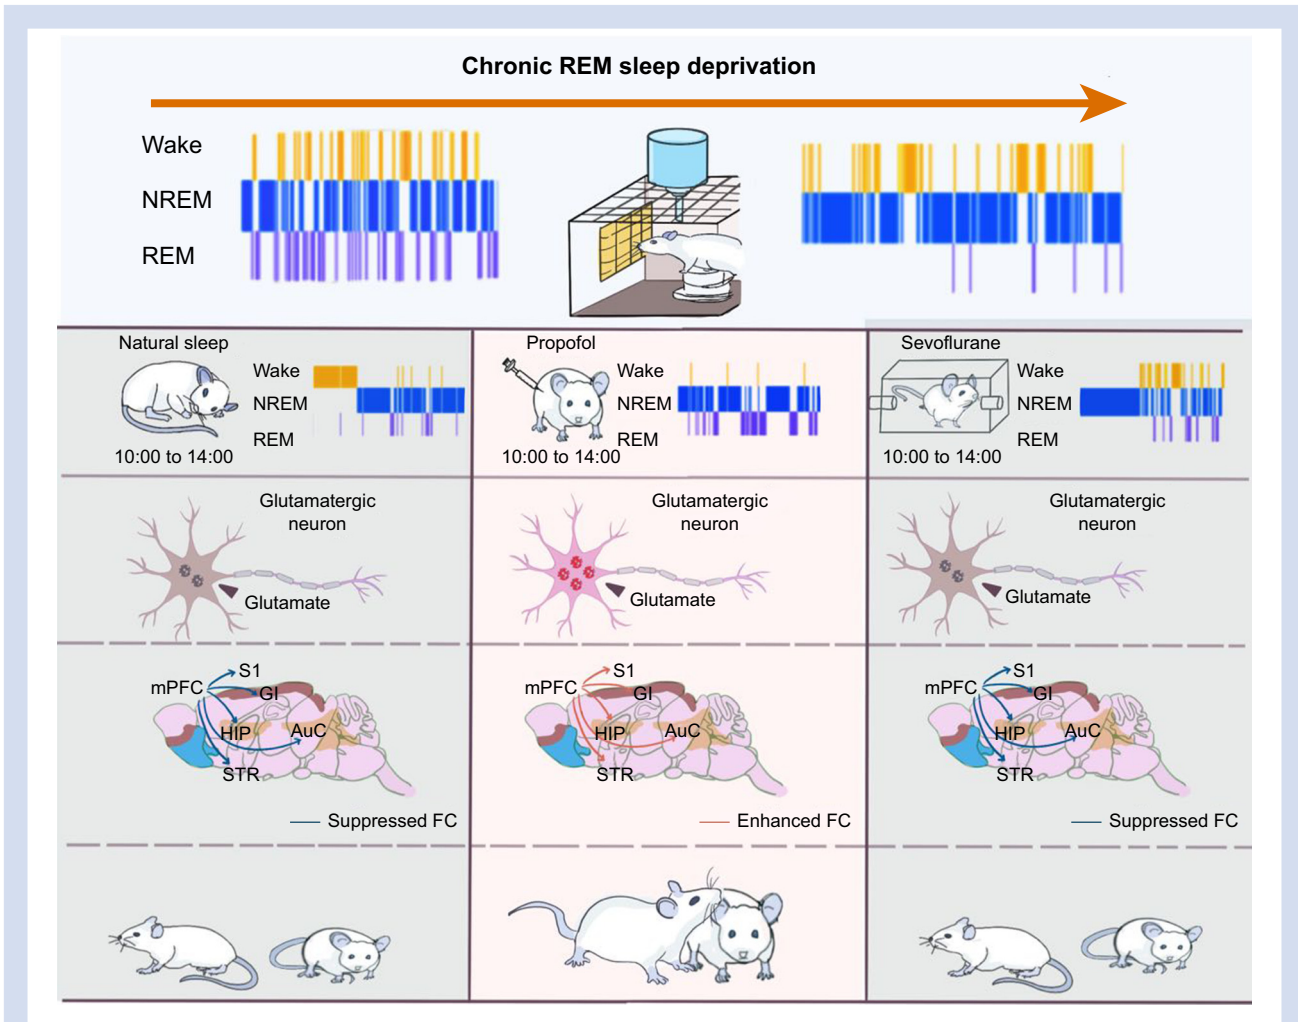 Chronic REM sleep deprivation
Wake
NREM
REM
Natural sleep
Wake
NREM
REM
10:00 to 14:00
Propofol
Wake
NREM
REM
10:00 to 14:00
Sevoflurane
Wake
NREM
REM
10:00 to 14:00
Glutamatergic
neuron
Glutamate
Glutamatergic
neuron
Glutamate
Glutamatergic
neuron
Glutamate
S1
mPFC
GI
HIP
AuC
STR
Suppressed FC
S1
mPFC
GI
HIP
AuC
STR
Enhanced FC
S1
mPFC
GI
HIP
AuC
STR
Suppressed FC